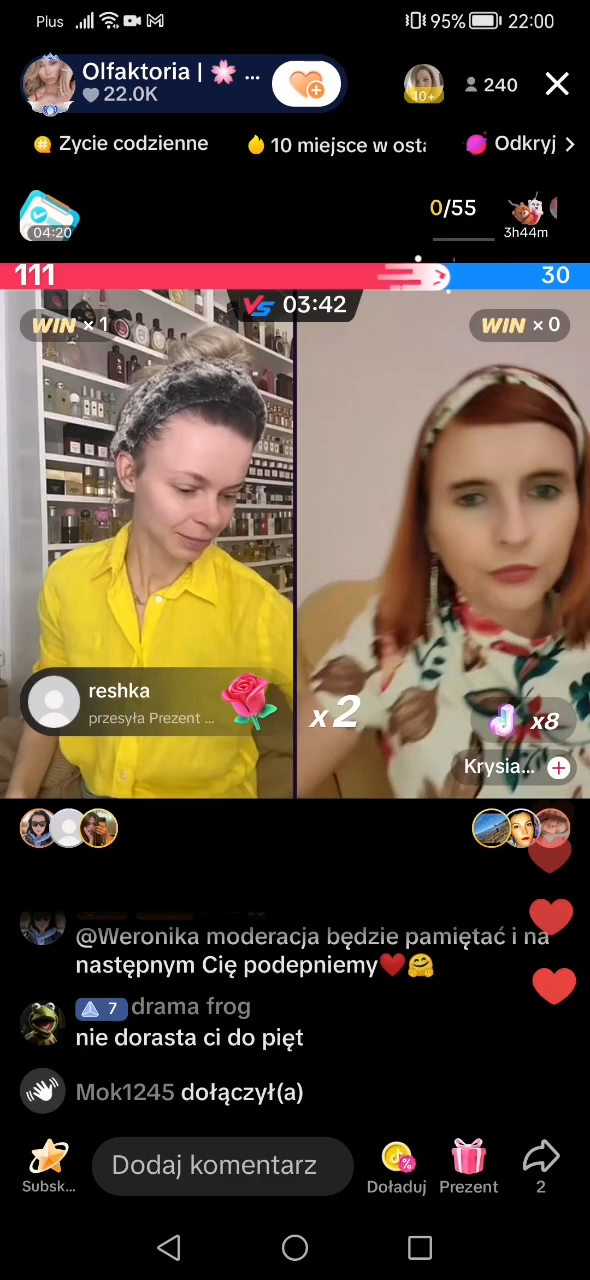 Plus 95% 22:00
Olfaktoria | 🌸 ...
22.0K
10+
240
Zycie codzienne
10 miejsce w osta
Odkryj
04:20
0/55
3h44m
111
30
VS 03:42
WIN × 1
WIN × 0
reshka
przesyła Prezent ...
x2
x8
Krysia...
@Weronika moderacja będzie pamiętać i na
następnym Cię podepniemy❤️🤗
7 drama frog
nie dorasta ci do pięt
Mok1245 dołączył(a)
Subsk...
Dodaj komentarz
Doładuj
Prezent
2